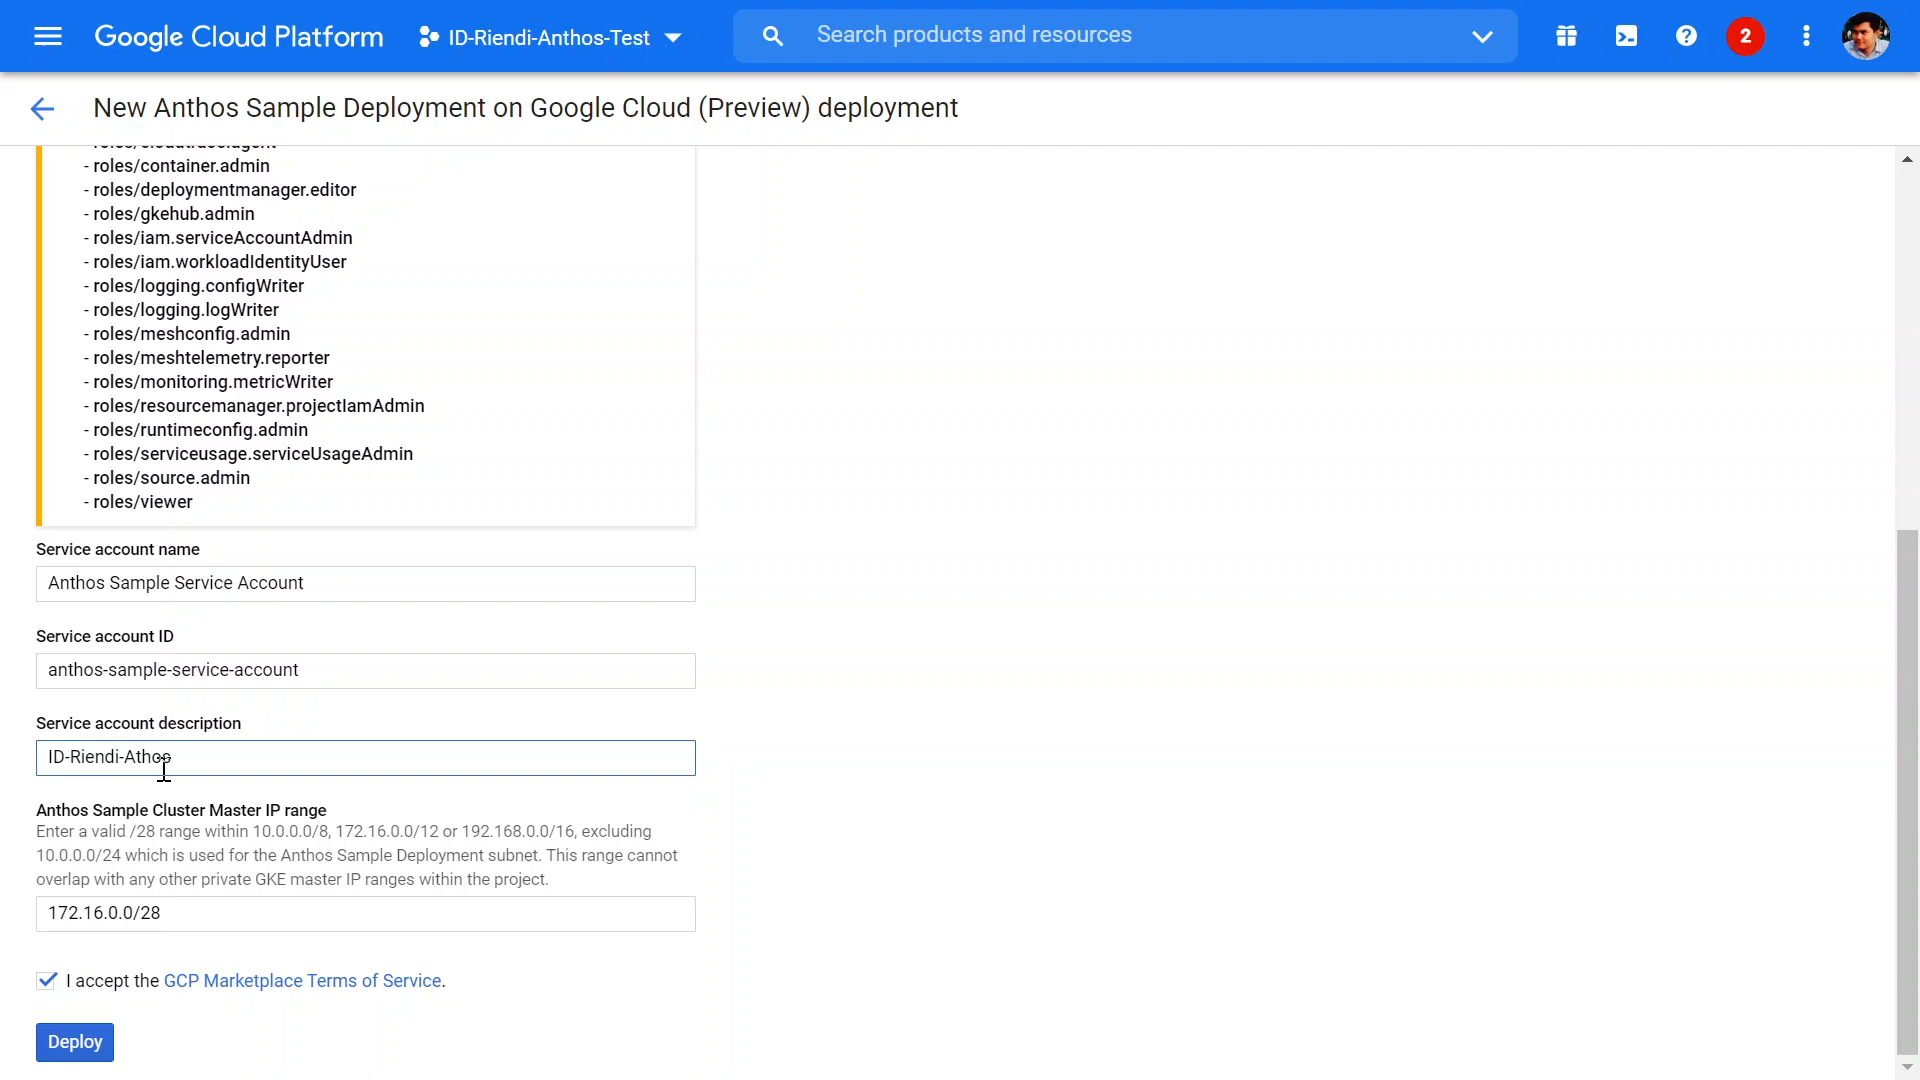 Google Cloud Platform
ID-Riendi-Anthos-Test
Search products and resources
2
New Anthos Sample Deployment on Google Cloud (Preview) deployment
- roles/container.admin
- roles/deploymentmanager.editor
- roles/gkehub.admin
- roles/iam.serviceAccountAdmin
- roles/iam.workloadIdentityUser
- roles/logging.configWriter
- roles/logging.logWriter
- roles/meshconfig.admin
- roles/meshtelemetry.reporter
- roles/monitoring.metricWriter
- roles/resourcemanager.projectIamAdmin
- roles/runtimeconfig.admin
- roles/serviceusage.serviceUsageAdmin
- roles/source.admin
- roles/viewer
Service account name
Anthos Sample Service Account
Service account ID
anthos-sample-service-account
Service account description
ID-Riendi-Athos
Anthos Sample Cluster Master IP range
Enter a valid /28 range within 10.0.0.0/8, 172.16.0.0/12 or 192.168.0.0/16, excluding
10.0.0.0/24 which is used for the Anthos Sample Deployment subnet. This range cannot
overlap with any other private GKE master IP ranges within the project.
172.16.0.0/28
I accept the GCP Marketplace Terms of Service.
Deploy